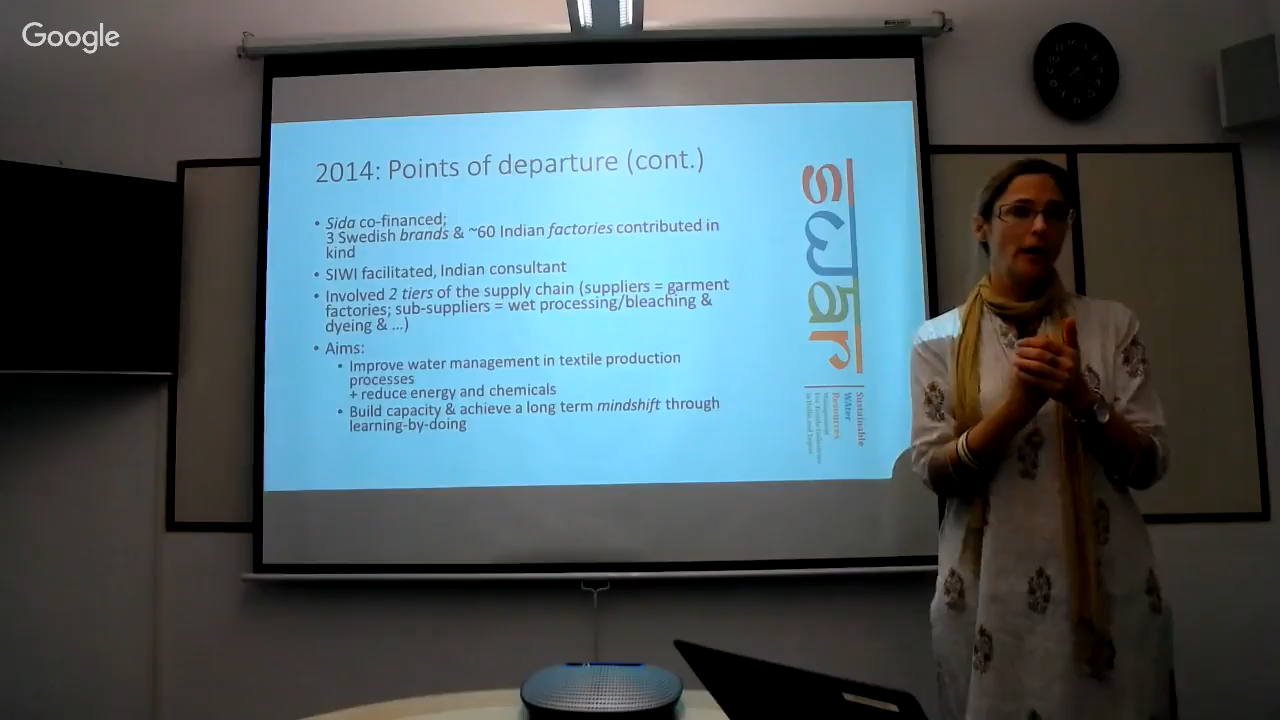 Google
2014: Points of departure (cont.)
• Sida co-financed;
3 Swedish brands & ~60 Indian factories contributed in
kind
• SIWI facilitated, Indian consultant
• Involved 2 tiers of the supply chain (suppliers = garment
factories; sub-suppliers = wet processing/bleaching &
dyeing & ...)
• Aims:
• Improve water management in textile production
processes
+ reduce energy and chemicals
• Build capacity & achieve a long term mindshift through
learning-by-doing
swar
Sustainable
WAter
Resources
Management